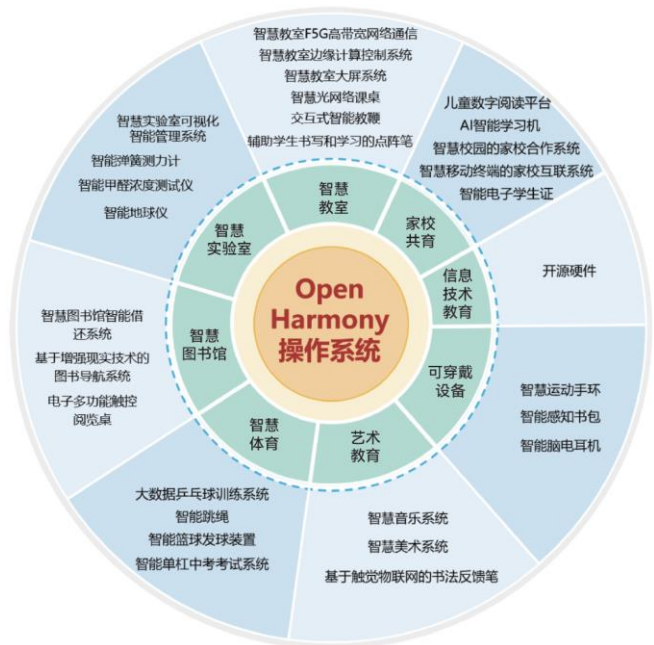 智慧教室F5G高带宽网络通信
智慧教室边缘计算控制系统
智慧教室大屏系统
智慧光网络课桌
交互式智能教鞭
辅助学生书写和学习的点阵笔
儿童数字阅读平台
AI智能学习机
智慧校园的家校合作系统
智慧移动终端的家校互联系统
智能电子学生证
开源硬件
智慧运动手环
智能感知书包
智能脑电耳机
智慧音乐系统
智慧美术系统
基于触觉物联网的书法反馈笔
大数据乒乓球训练系统
智能跳绳
智能篮球发球装置
智能单杠中考考试系统
智慧图书馆智能借
还系统
基于增强现实技术的
图书导航系统
电子多功能触控
阅览桌
智慧实验室可视化
智能管理系统
智能弹簧测力计
智能甲醛浓度测试仪
智能地球仪
智慧
教室
家校
共育
信息
技术
教育
可穿戴
设备
艺术
教育
智慧
体育
智慧
图书馆
智慧
实验室
Open
Harmony
操作系统